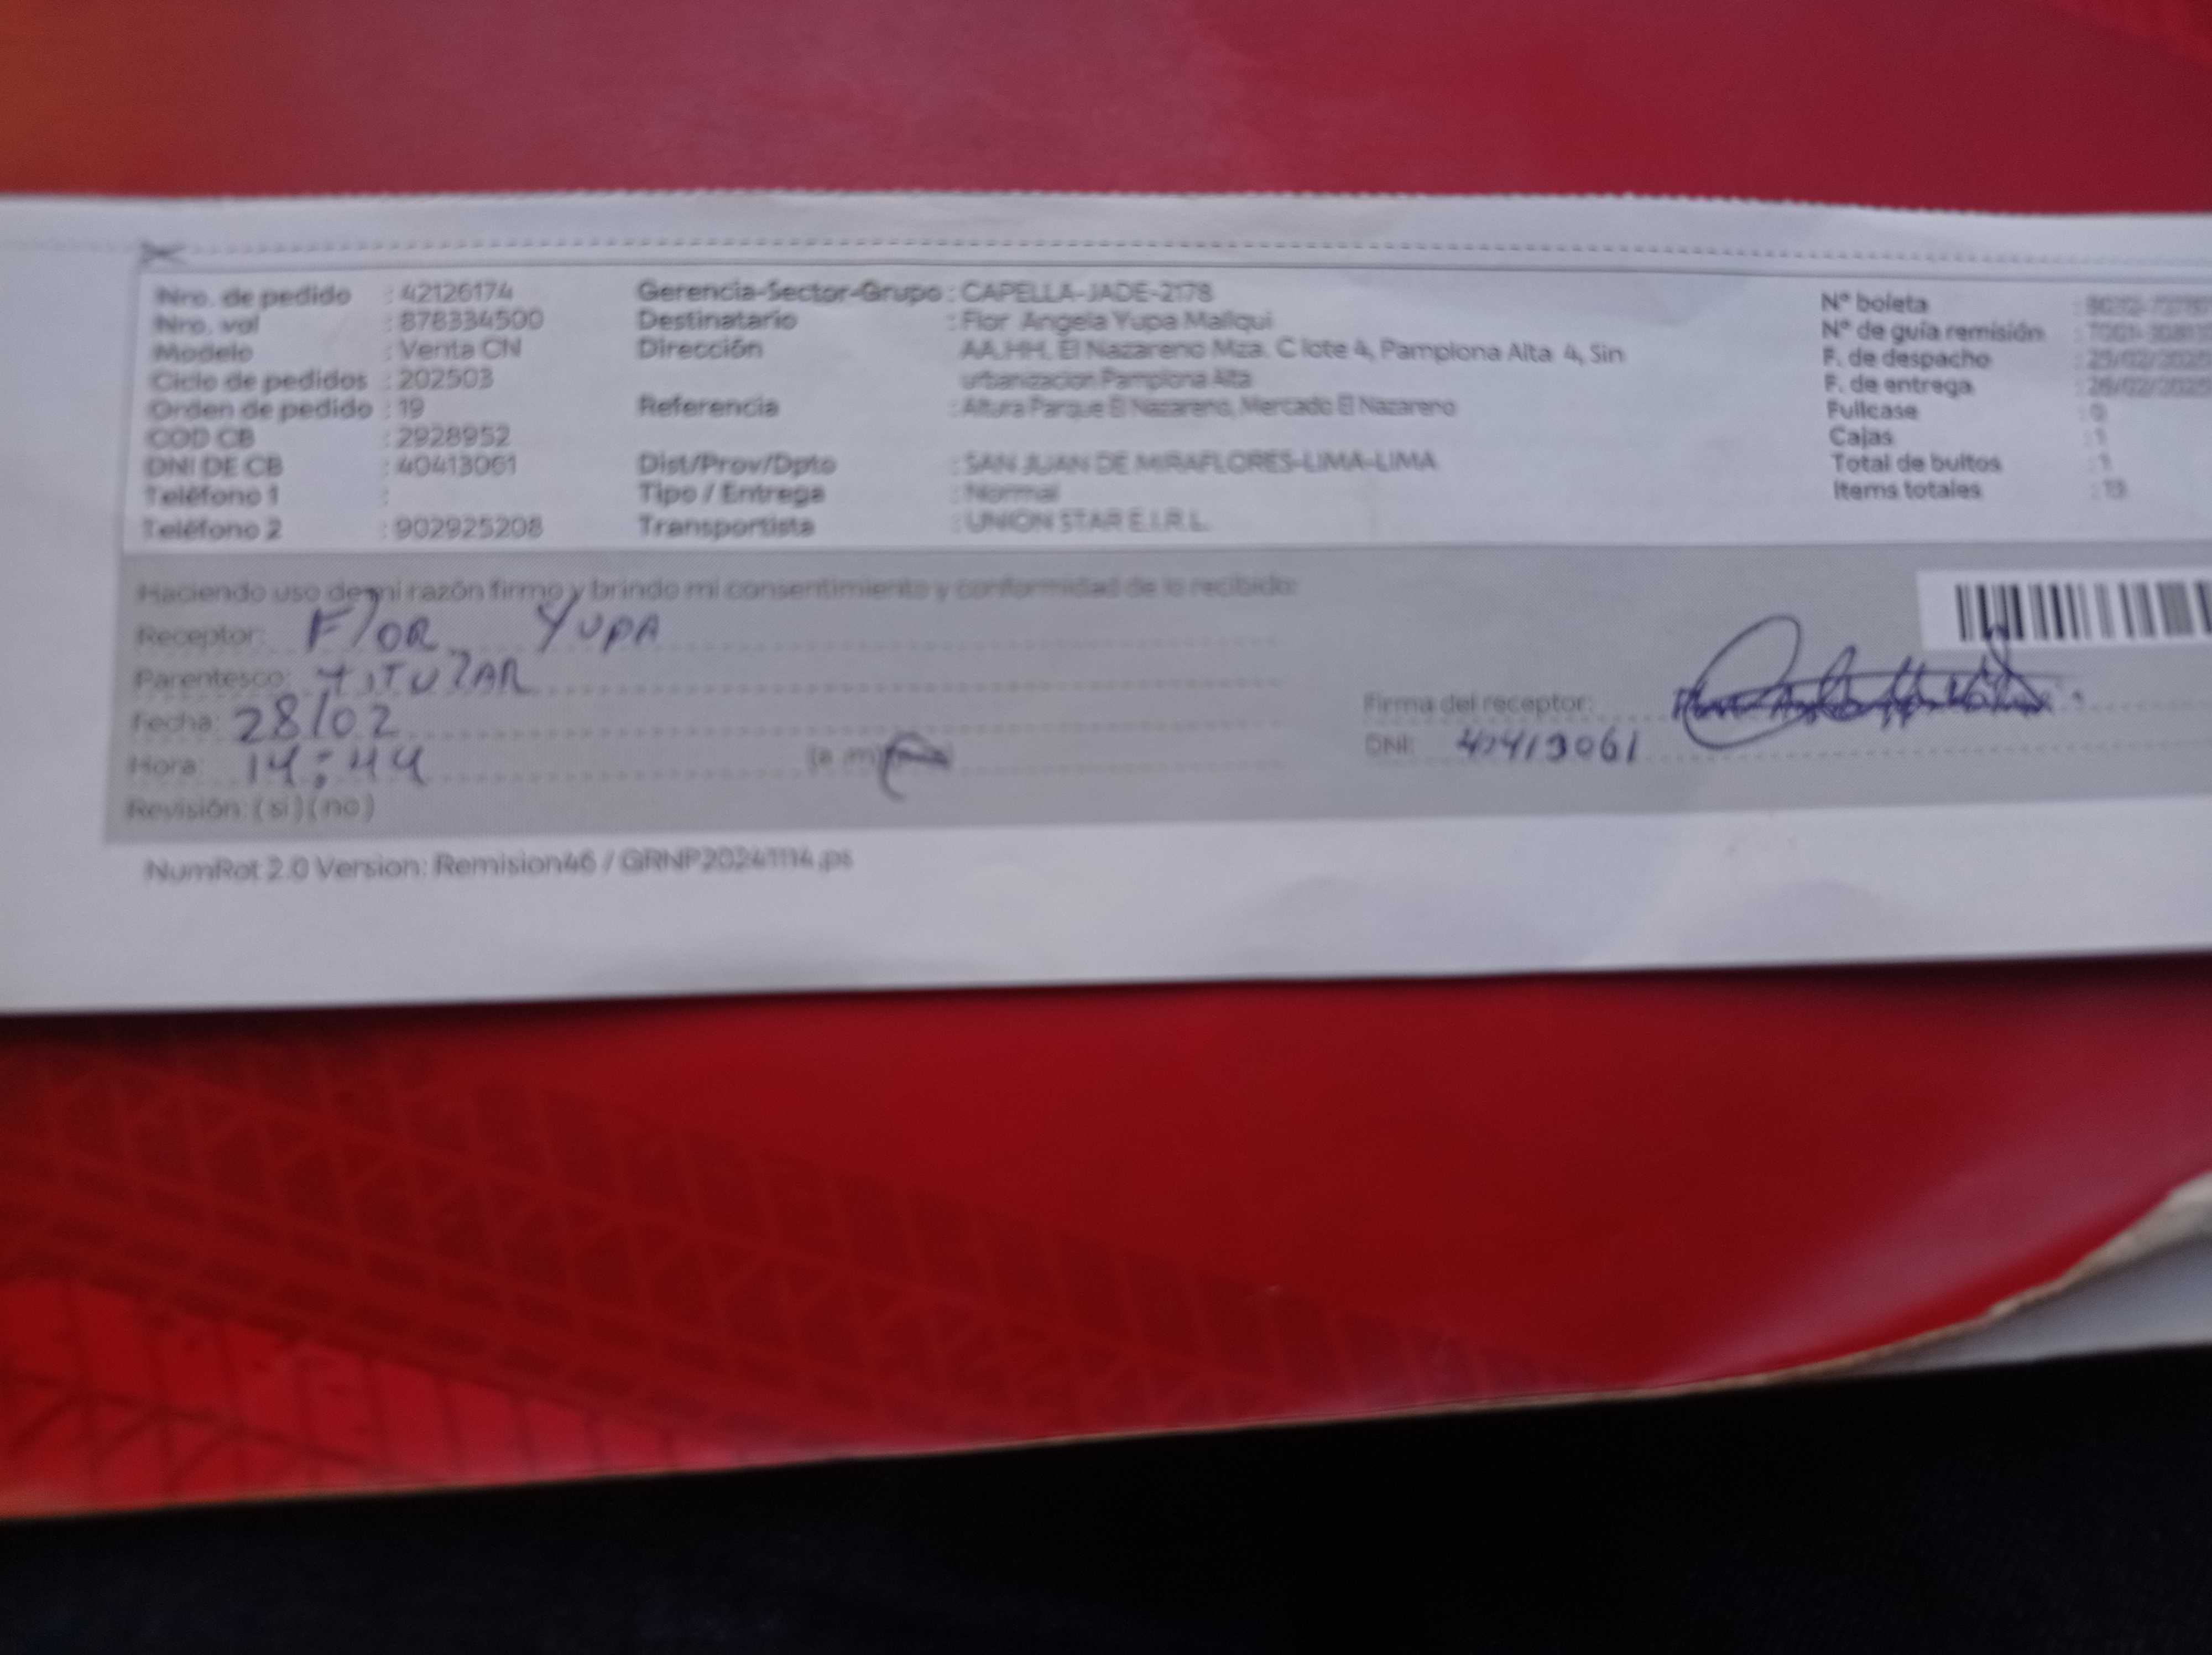 Nro. de pedido : 42126174 Gerencia-Sector-Grupo : CAPELLA-JADE-2178 N° boleta
Nro. val : 878334500 Destinatario : Flor Angela Yupa Mallqui N° de guía remisión
Modelo : Venta CN Dirección AA.HH. El Nazareno Mza. C lote 4, Pamplona Alta 4, Sin F. de despacho
Ciclo de pedidos : 202503 urbanizacion Pamplona Alta F. de entrega
Orden de pedido : 19 Referencia : Altura Parque El Nazareno, Mercado El Nazareno Fullcase : 0
COD CB : 2928952 Cajas : 1
DNI DE CB : 40413061 Dist/Prov/Dpto : SAN JUAN DE MIRAFLORES-LIMA-LIMA Total de bultos : 1
Teléfono 1 : Tipo / Entrega : Normal Items totales
Teléfono 2 : 902925208 Transportista : UNION STAR E.I.R.L.
Haciendo uso de mi razón firmo y brindo mi consentimiento y conformidad de lo recibido:
Receptor: FlOR YUPA
Parentesco: TITULAR
Fecha: 28/02
Hora: 14:44 (a m)
Revisión: (si) (no)
Firma del receptor:
DNI: 40413061
NumRot 2.0 Version: Remision46 / GRNP20241114.ps